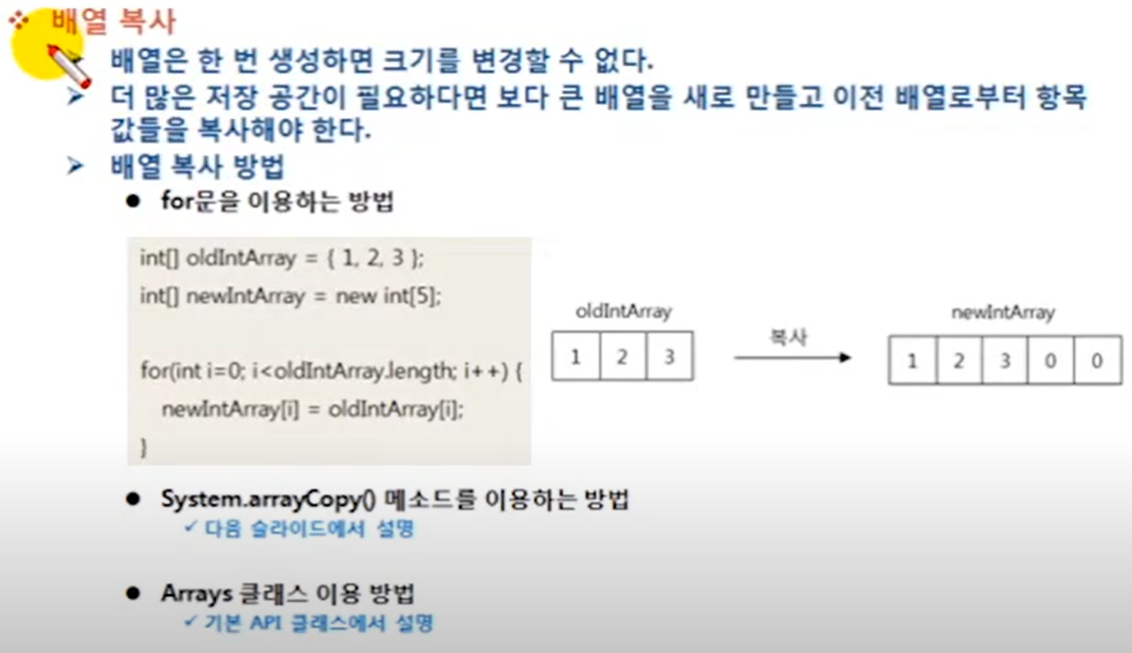 배열 복사
배열은 한 번 생성하면 크기를 변경할 수 없다.
더 많은 저장 공간이 필요하다면 보다 큰 배열을 새로 만들고 이전 배열로부터 항목
값들을 복사해야 한다.
배열 복사 방법
for문을 이용하는 방법
int[] oldIntArray = { 1, 2, 3 };
int[] newIntArray = new int[5];
for(int i=0; i<oldIntArray.length; i++) {
newIntArray[i] = oldIntArray[i];
}
oldIntArray
1 2 3
복사
newIntArray
1 2 3 0 0
System.arrayCopy() 메소드를 이용하는 방법
✓ 다음 슬라이드에서 설명
Arrays 클래스 이용 방법
✓ 기본 API 클래스에서 설명